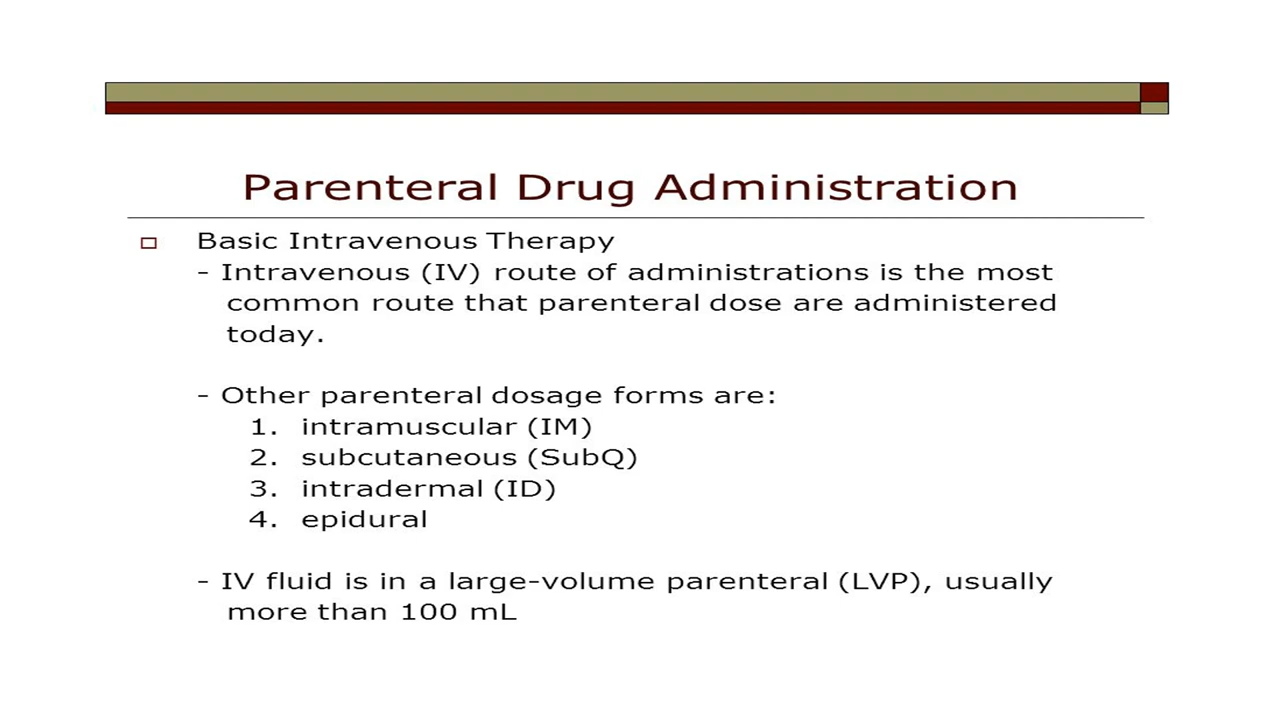 Parenteral Drug Administration
Basic Intravenous Therapy
- Intravenous (IV) route of administrations is the most
common route that parenteral dose are administered
today.
- Other parenteral dosage forms are:
1. intramuscular (IM)
2. subcutaneous (SubQ)
3. intradermal (ID)
4. epidural
- IV fluid is in a large-volume parenteral (LVP), usually
more than 100 mL